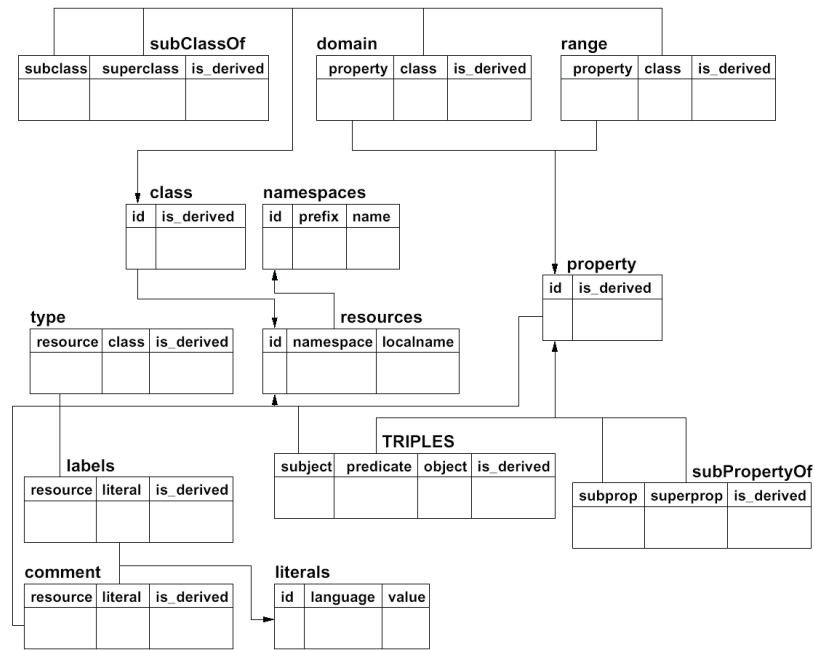 subClassOf domain range
subclass superclass is_derived property class is_derived property class is_derived
class namespaces
id is_derived id prefix name
property
id is_derived
type resources
resource class is_derived id namespace localname
TRIPLES
labels subject predicate object is_derived
subPropertyOf
resource literal is_derived subprop superprop is_derived
comment literals
resource literal is_derived id language value